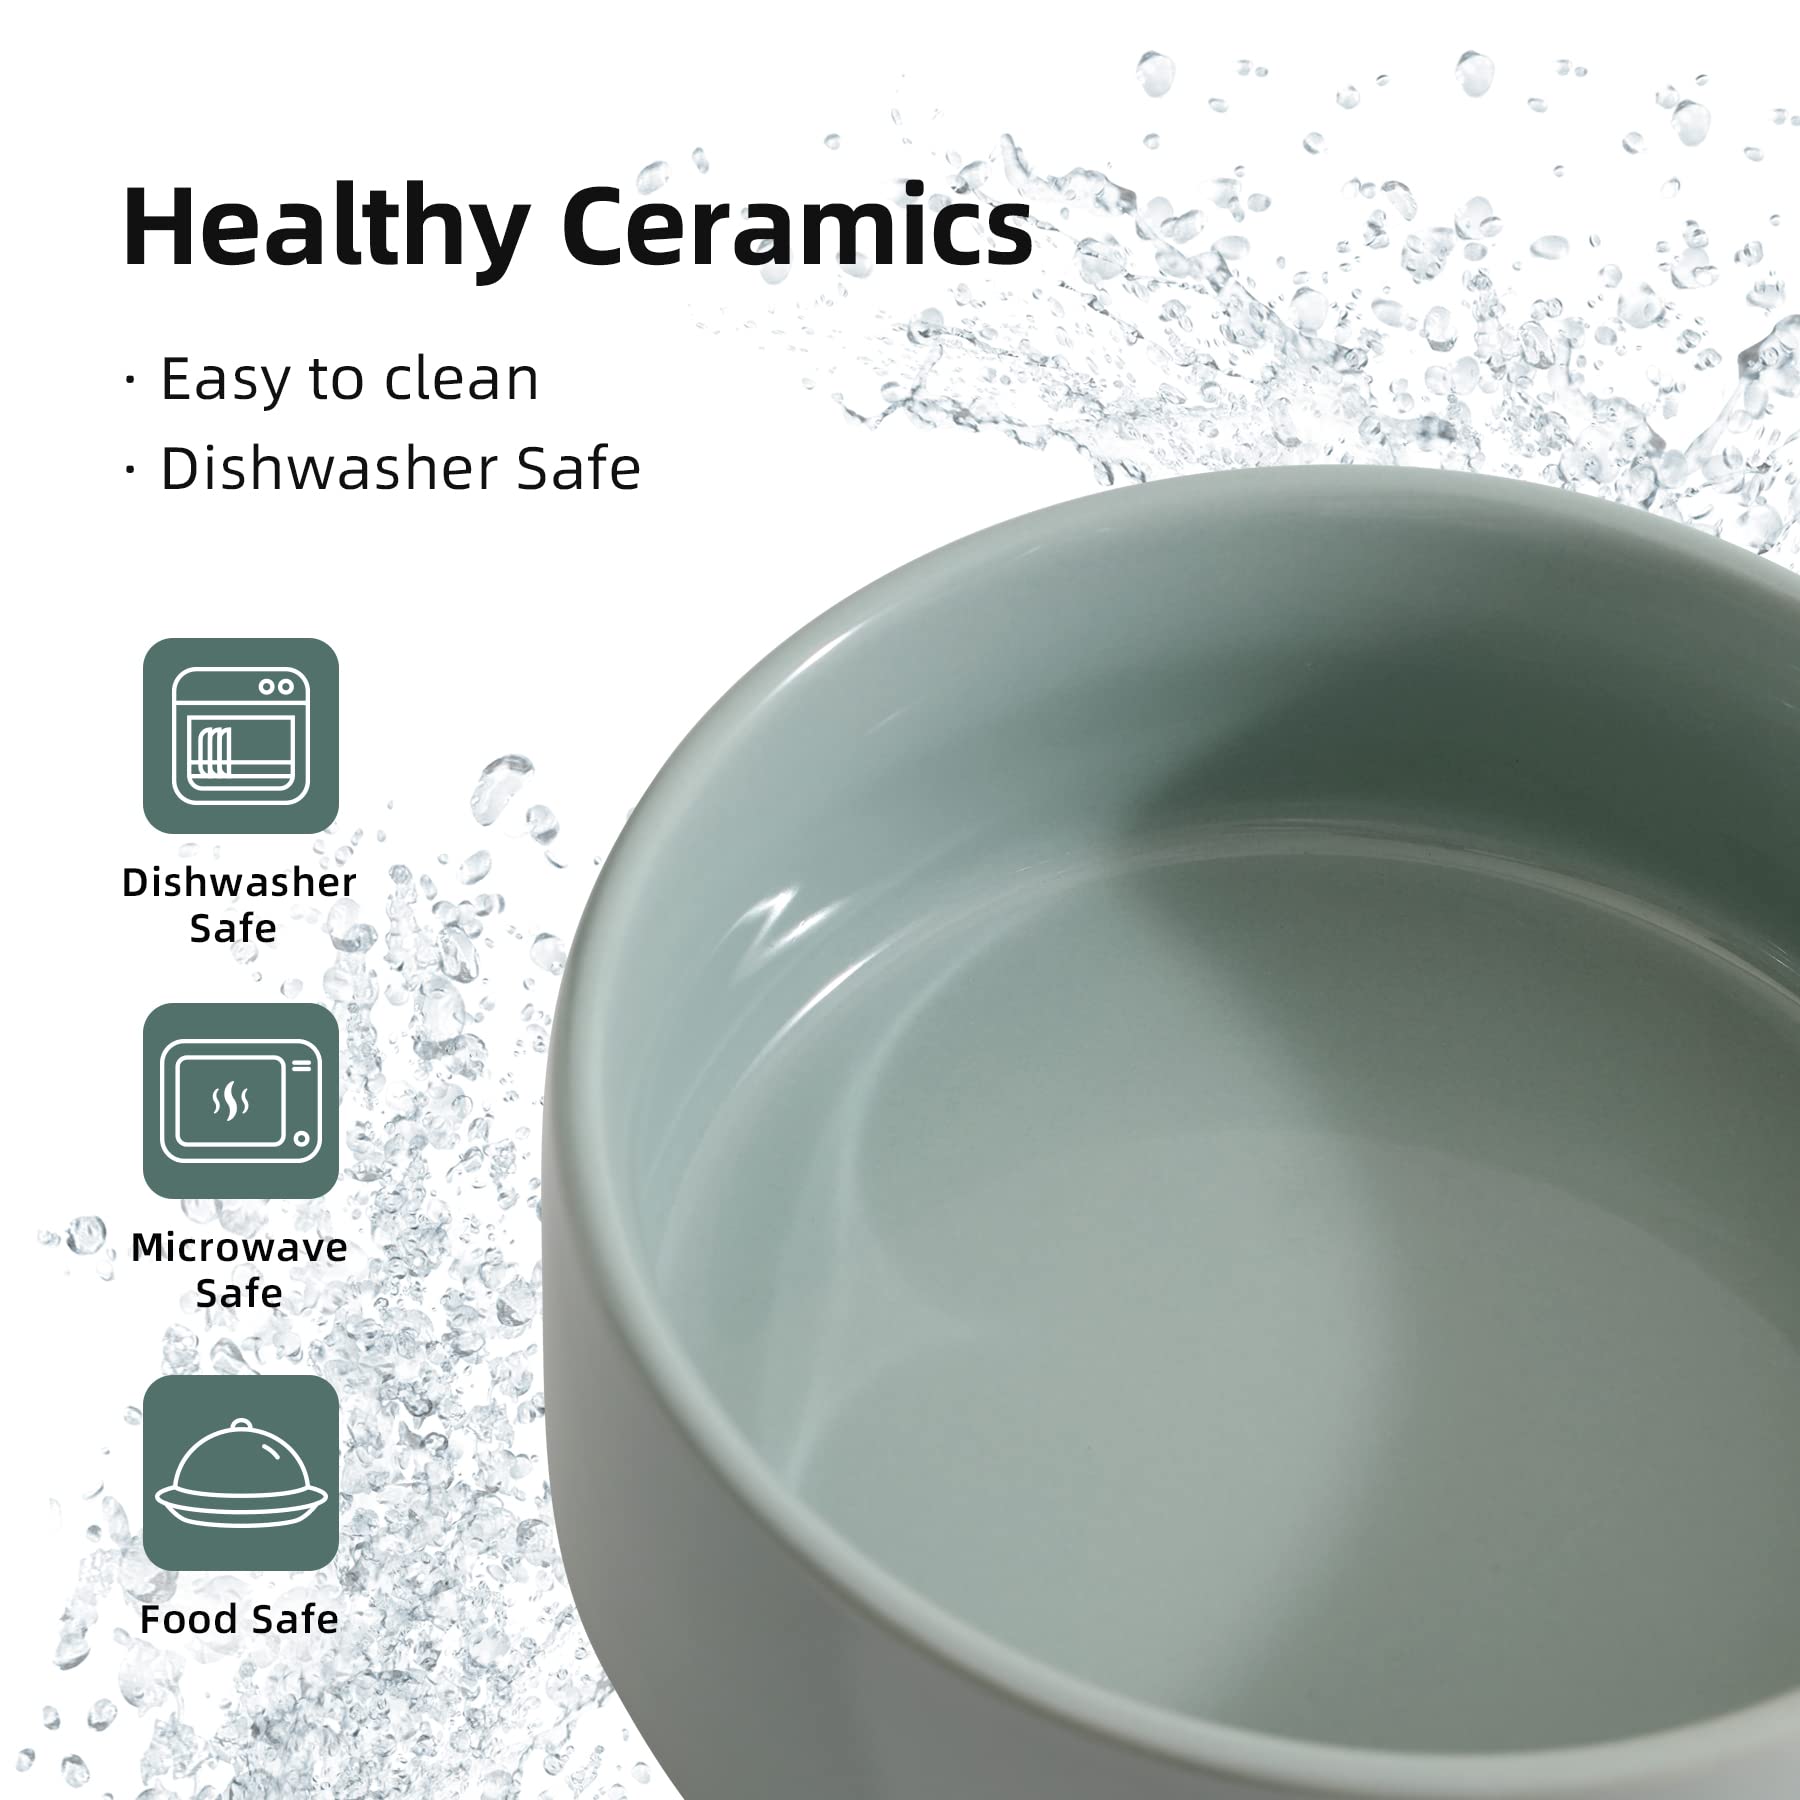 Healthy Ceramics
· Easy to clean
· Dishwasher Safe
Dishwasher
Safe
Microwave
Safe
Food Safe